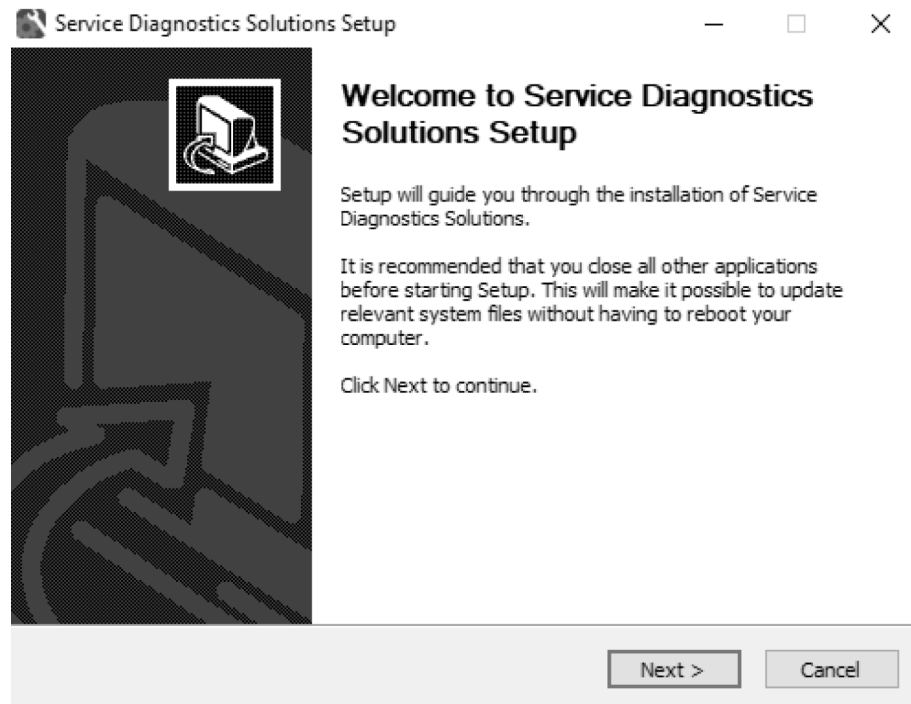 Service Diagnostics Solutions Setup
Welcome to Service Diagnostics
Solutions Setup
Setup will guide you through the installation of Service
Diagnostics Solutions.
It is recommended that you close all other applications
before starting Setup. This will make it possible to update
relevant system files without having to reboot your
computer.
Click Next to continue.
Next >
Cancel